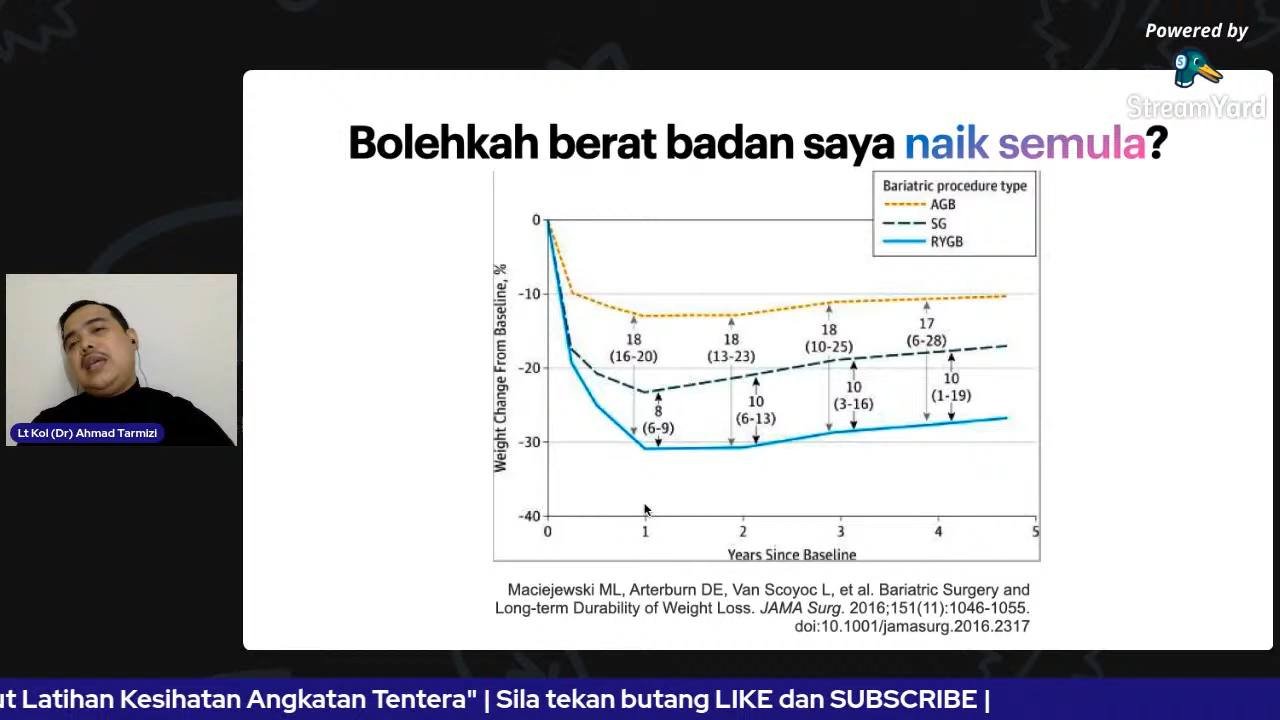 Powered by
StreamYard
Bolehkah berat badan saya naik semula?
Bariatric procedure type
AGB
SG
RYGB
Weight Change From Baseline, %
0
-10
-20
-30
-40
18
(16-20)
18
(13-23)
18
(10-25)
17
(6-28)
8
(6-9)
10
(6-13)
10
(3-16)
10
(1-19)
0 1 2 3 4 5
Years Since Baseline
Maciejewski ML, Arterburn DE, Van Scoyoc L, et al. Bariatric Surgery and
Long-term Durability of Weight Loss. JAMA Surg. 2016;151(11):1046-1055.
doi:10.1001/jamasurg.2016.2317
Lt Kol (Dr) Ahmad Tarmizi
ut Latihan Kesihatan Angkatan Tentera" | Sila tekan butang LIKE dan SUBSCRIBE |